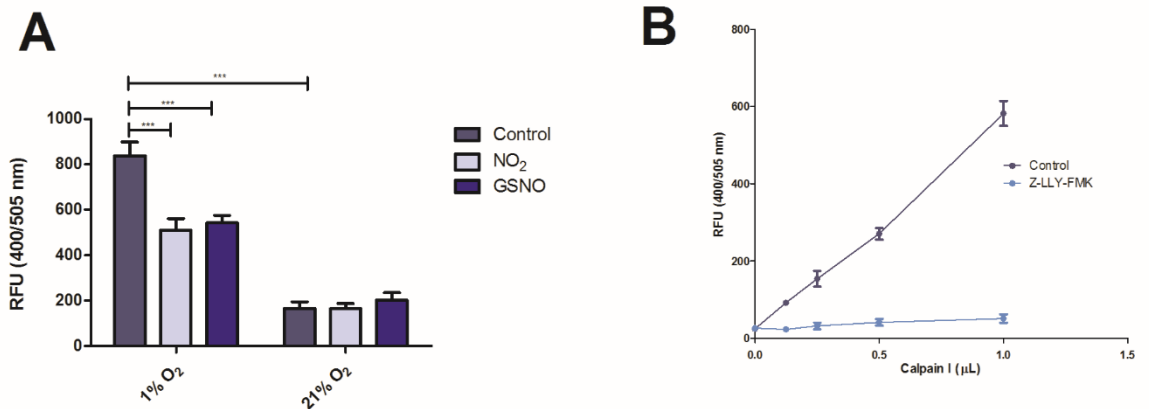 A
***
***
***
1000
800
600
400
200
0
RFU (400/505 nm)
1% O₂
21% O₂
Control
NO₂
GSNO
B
800
600
400
200
0
RFU (400/505 nm)
0.0
0.5
1.0
1.5
Calpain I (μL)
Control
Z-LLY-FMK